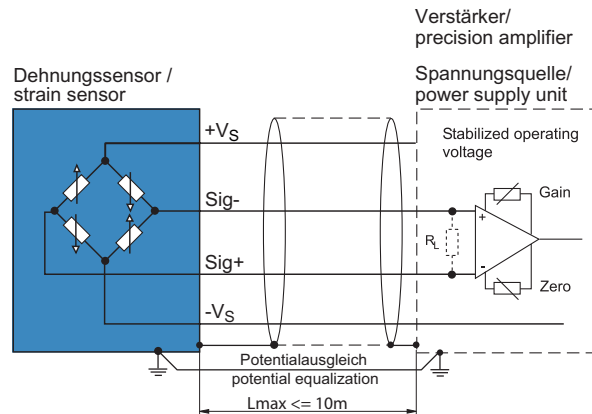 Verstärker/
precision amplifier
Dehnungssensor /
strain sensor
Spannungsquelle/
power supply unit
+VS
Stabilized operating
voltage
Sig-
Gain
+
RL
Sig+
-
Zero
-VS
Potentialausgleich
potential equalization
Lmax <= 10m